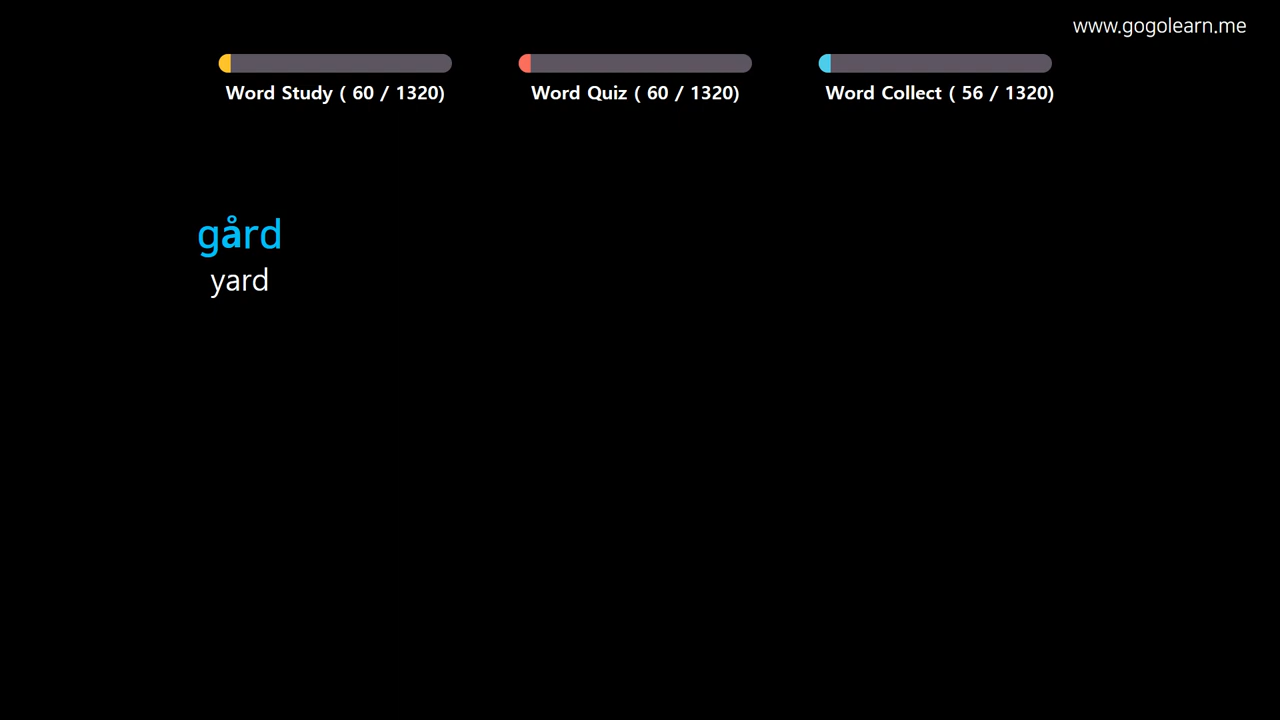 www.gogolearn.me
Word Study ( 60 / 1320)
Word Quiz ( 60 / 1320)
Word Collect ( 56 / 1320)
gård
yard